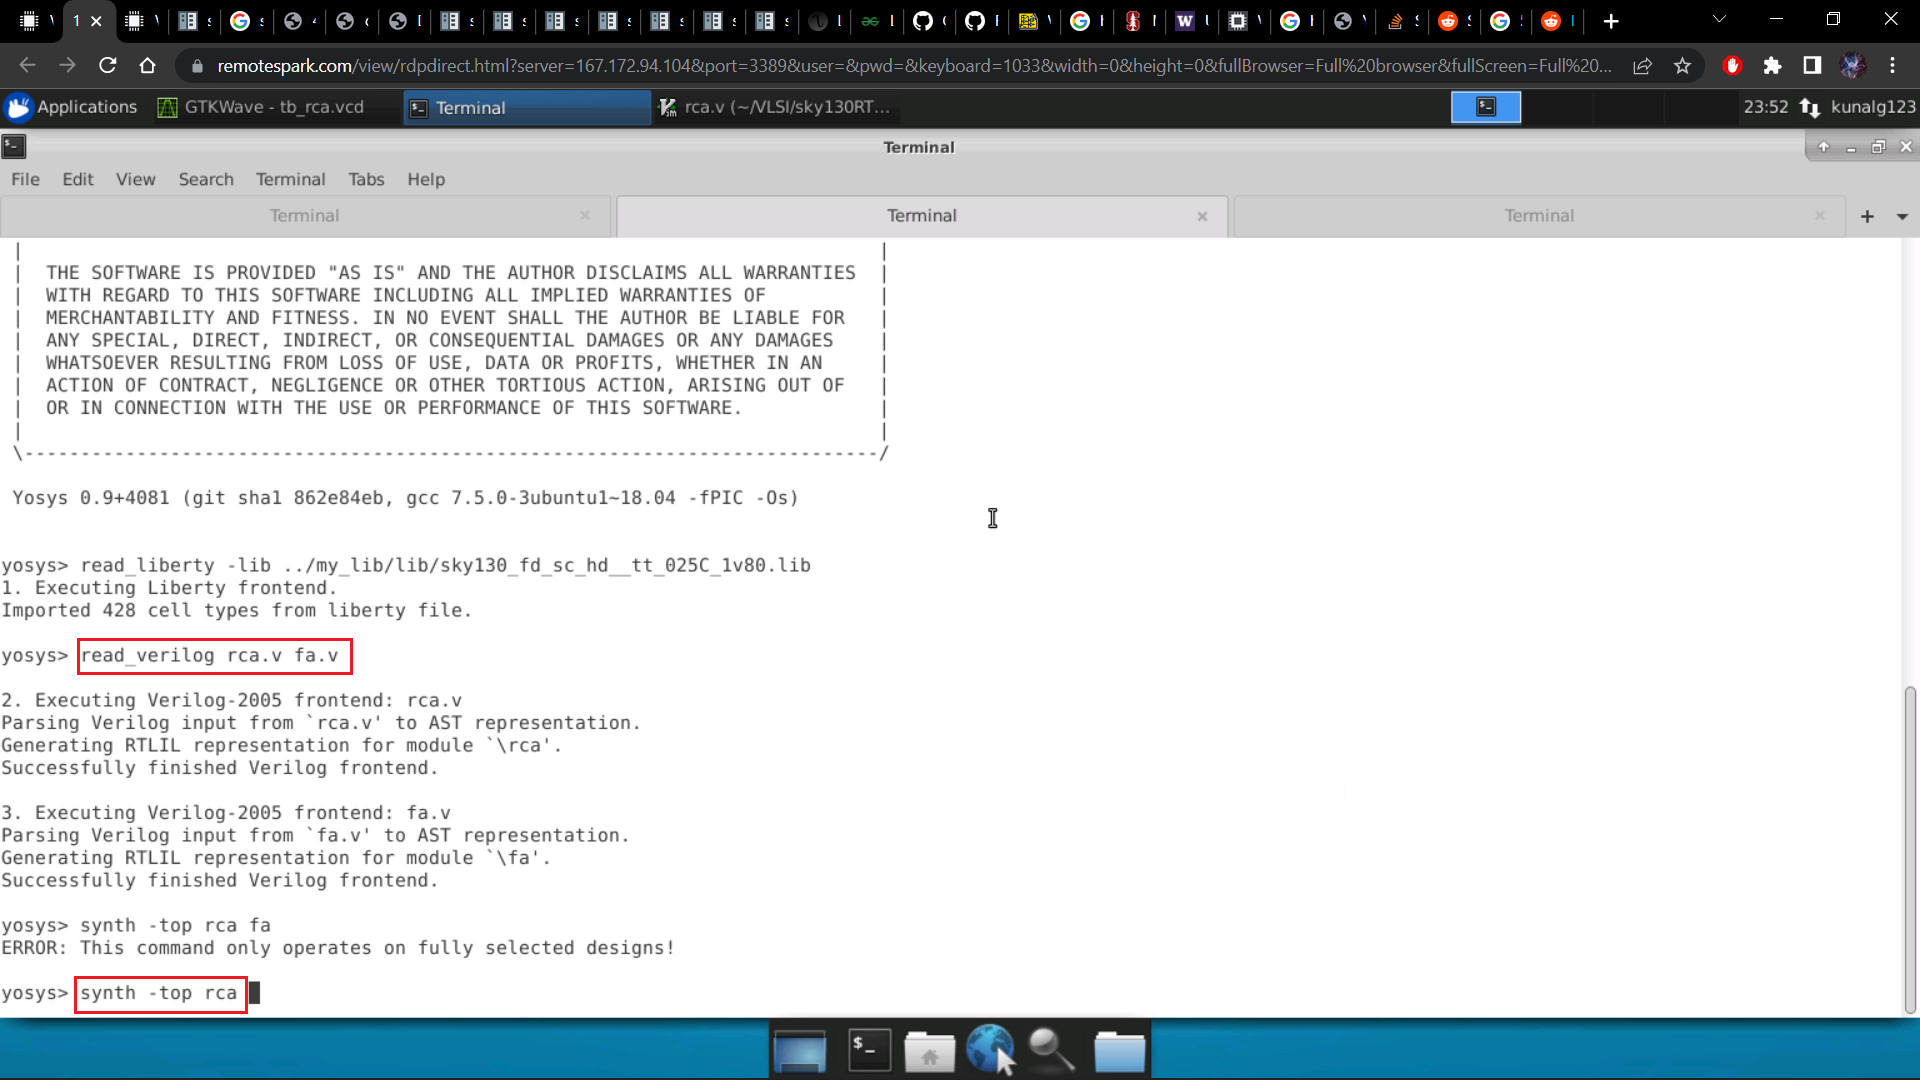 remotespark.com/view/rdpdirect.html?server=167.172.94.104&port=3389&user=&pwd=&keyboard=1033&width=0&height=0&fullBrowser=Full%20browser&fullScreen=Full%20...
Applications
GTKWave - tb_rca.vcd
Terminal
rca.v (~/VLSI/sky130RT...
23:52
kunalg123
Terminal
File Edit View Search Terminal Tabs Help
Terminal
Terminal
Terminal
| |
| THE SOFTWARE IS PROVIDED "AS IS" AND THE AUTHOR DISCLAIMS ALL WARRANTIES |
| WITH REGARD TO THIS SOFTWARE INCLUDING ALL IMPLIED WARRANTIES OF |
| MERCHANTABILITY AND FITNESS. IN NO EVENT SHALL THE AUTHOR BE LIABLE FOR |
| ANY SPECIAL, DIRECT, INDIRECT, OR CONSEQUENTIAL DAMAGES OR ANY DAMAGES |
| WHATSOEVER RESULTING FROM LOSS OF USE, DATA OR PROFITS, WHETHER IN AN |
| ACTION OF CONTRACT, NEGLIGENCE OR OTHER TORTIOUS ACTION, ARISING OUT OF |
| OR IN CONNECTION WITH THE USE OR PERFORMANCE OF THIS SOFTWARE. |
| |
\----------------------------------------------------------------------------/
Yosys 0.9+4081 (git sha1 862e84eb, gcc 7.5.0-3ubuntu1~18.04 -fPIC -Os)
yosys> read_liberty -lib ../my_lib/lib/sky130_fd_sc_hd__tt_025C_1v80.lib
1. Executing Liberty frontend.
Imported 428 cell types from liberty file.
yosys> read_verilog rca.v fa.v
2. Executing Verilog-2005 frontend: rca.v
Parsing Verilog input from `rca.v' to AST representation.
Generating RTLIL representation for module `\rca'.
Successfully finished Verilog frontend.
3. Executing Verilog-2005 frontend: fa.v
Parsing Verilog input from `fa.v' to AST representation.
Generating RTLIL representation for module `\fa'.
Successfully finished Verilog frontend.
yosys> synth -top rca fa
ERROR: This command only operates on fully selected designs!
yosys> synth -top rca